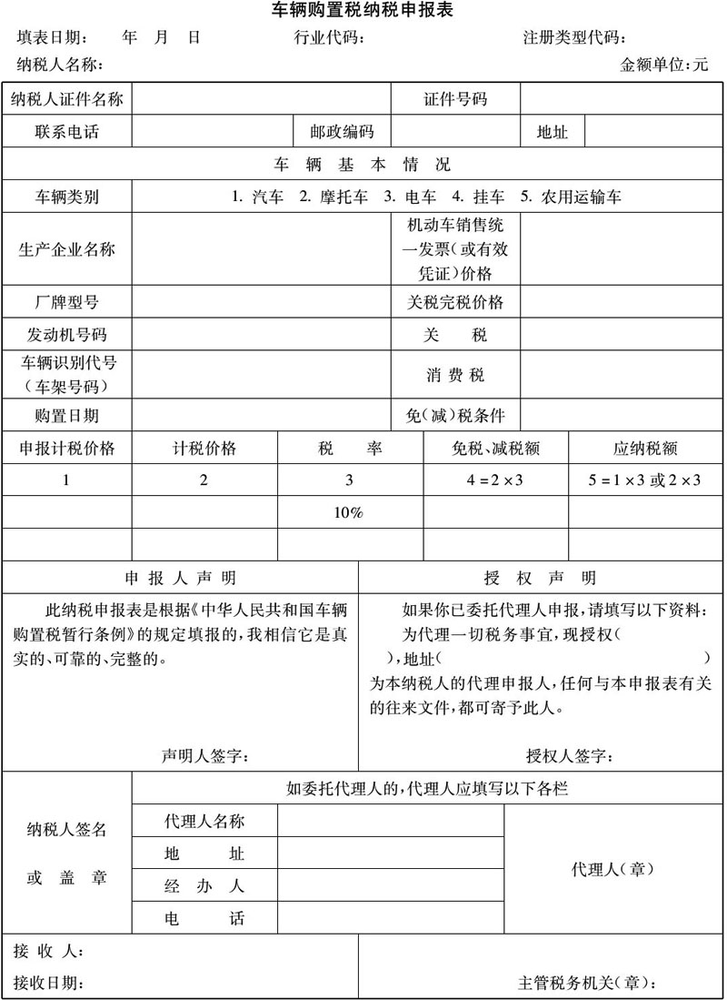 车辆购置税纳税申报表
填表日期： 年 月 日 行业代码： 注册类型代码：
纳税人名称： 金额单位：元
纳税人证件名称 证件号码
联系电话 邮政编码 地址
车辆基本情况
车辆类别 1. 汽车 2. 摩托车 3. 电车 4. 挂车 5. 农用运输车
生产企业名称 机动车销售统
一发票（或有效
凭证）价格
厂牌型号 关税完税价格
发动机号码 关 税
车辆识别代号
（车架号码） 消费税
购置日期 免（减）税条件
申报计税价格 计税价格 税 率 免税、减税额 应纳税额
1 2 3 4=2×3 5=1×3或2×3
10%
申报人声明 授权声明
此纳税申报表是根据《中华人民共和国车辆
购置税暂行条例》的规定填报的，我相信它是真
实的、可靠的、完整的。
声明人签字：
如果你已委托代理人申报，请填写以下资料：
为代理一切税务事宜，现授权（
），地址（ ）
为本纳税人的代理申报人，任何与本申报表有关
的往来文件，都可寄予此人。
授权人签字：
纳税人签名
或 盖 章
如委托代理人的，代理人应填写以下各栏
代理人名称
地 址
经 办 人
电 话
代理人（章）
接 收 人：
接收日期： 主管税务机关（章）：